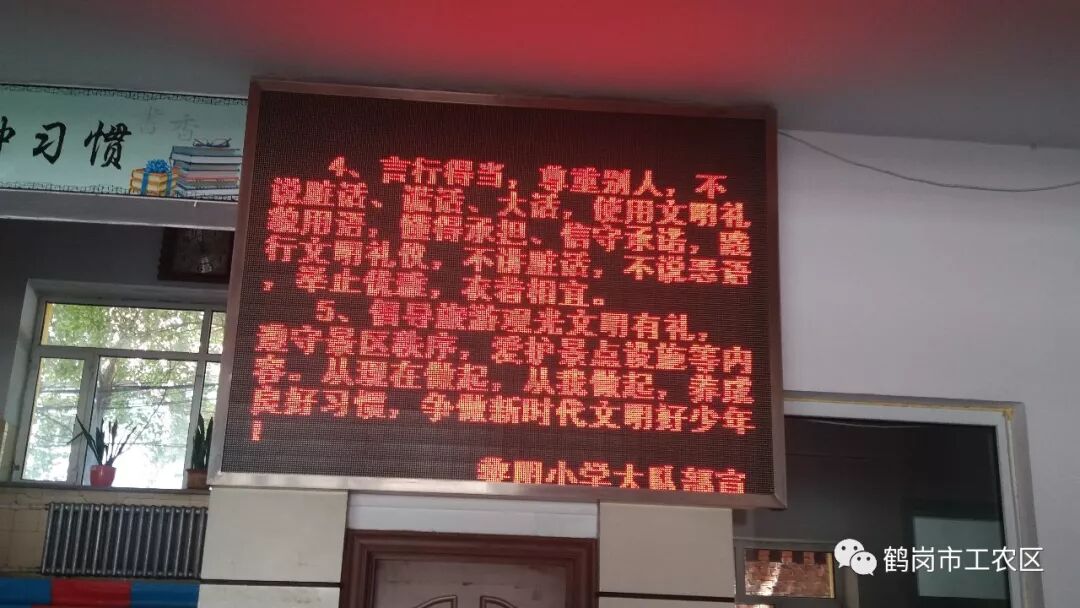 习惯
书香
4、言行得当，尊重别人，不
说脏话、谎话、大话，使用文明礼
貌用语，懂得承担、信守承诺，践
行文明礼仪，不讲脏话，不说恶语
，举止优雅，衣着相宜。
5、倡导旅游观光文明有礼，
遵守景区秩序，爱护景点设施等内
容。从现在做起，从我做起，养成
良好习惯，争做新时代文明好少年
！
黎明小学大队部宣
鹤岗市工农区